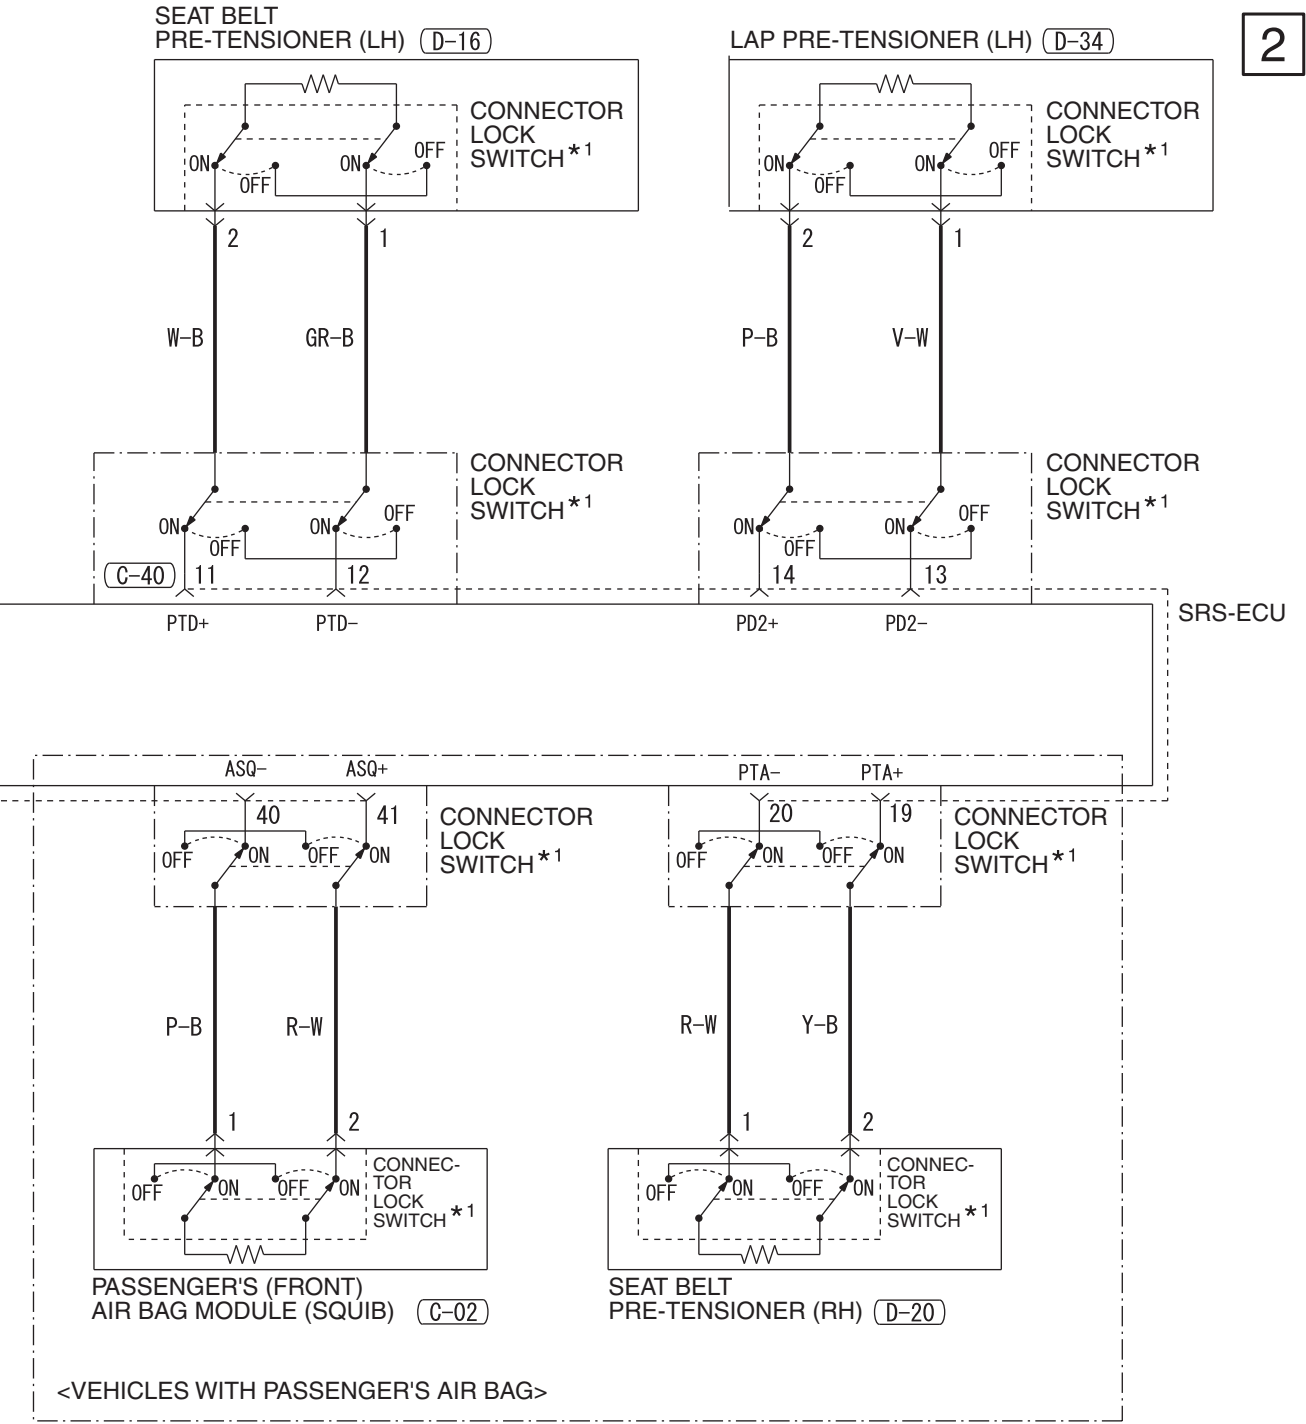 SEAT BELT
PRE-TENSIONER (LH) D-16
LAP PRE-TENSIONER (LH) D-34
2
CONNECTOR
LOCK
SWITCH*1
ON
OFF
ON
OFF
CONNECTOR
LOCK
SWITCH*1
ON
OFF
ON
OFF
2
1
2
1
W-B
GR-B
P-B
V-W
CONNECTOR
LOCK
SWITCH*1
ON
OFF
ON
OFF
CONNECTOR
LOCK
SWITCH*1
ON
OFF
ON
OFF
C-40
11
12
14
13
PTD+
PTD-
PD2+
PD2-
SRS-ECU
ASQ-
ASQ+
PTA-
PTA+
40
41
20
19
CONNECTOR
LOCK
SWITCH*1
OFF
ON
OFF
ON
CONNECTOR
LOCK
SWITCH*1
OFF
ON
OFF
ON
P-B
R-W
R-W
Y-B
1
2
1
2
OFF
ON
OFF
ON
CONNEC-
TOR
LOCK
SWITCH*1
OFF
ON
OFF
ON
CONNEC-
TOR
LOCK
SWITCH*1
PASSENGER'S (FRONT)
AIR BAG MODULE (SQUIB) C-02
SEAT BELT
PRE-TENSIONER (RH) D-20
<VEHICLES WITH PASSENGER'S AIR BAG>